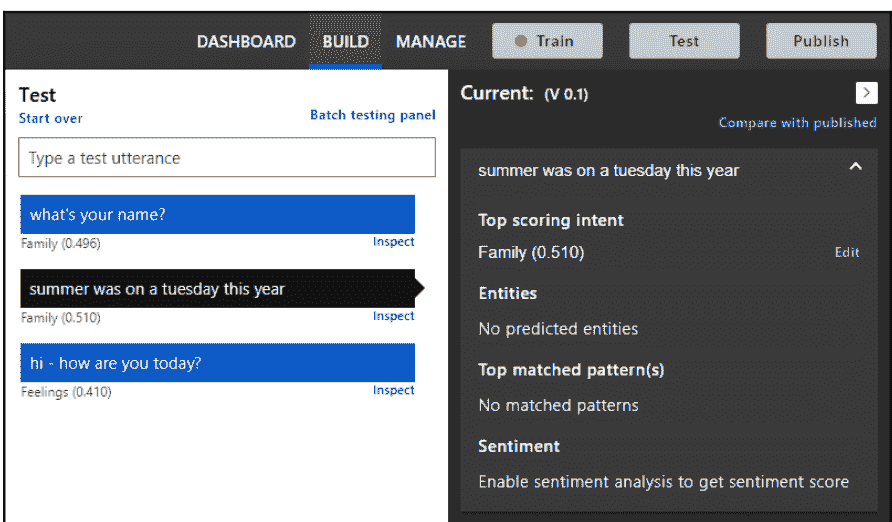 DASHBOARD BUILD MANAGE Train Test Publish
Test
Start over Batch testing panel
Type a test utterance
what's your name?
Family (0.496) Inspect
summer was on a tuesday this year
Family (0.510) Inspect
hi - how are you today?
Feelings (0.410) Inspect
Current: (V 0.1)
Compare with published
summer was on a tuesday this year
Top scoring intent
Family (0.510) Edit
Entities
No predicted entities
Top matched pattern(s)
No matched patterns
Sentiment
Enable sentiment analysis to get sentiment score